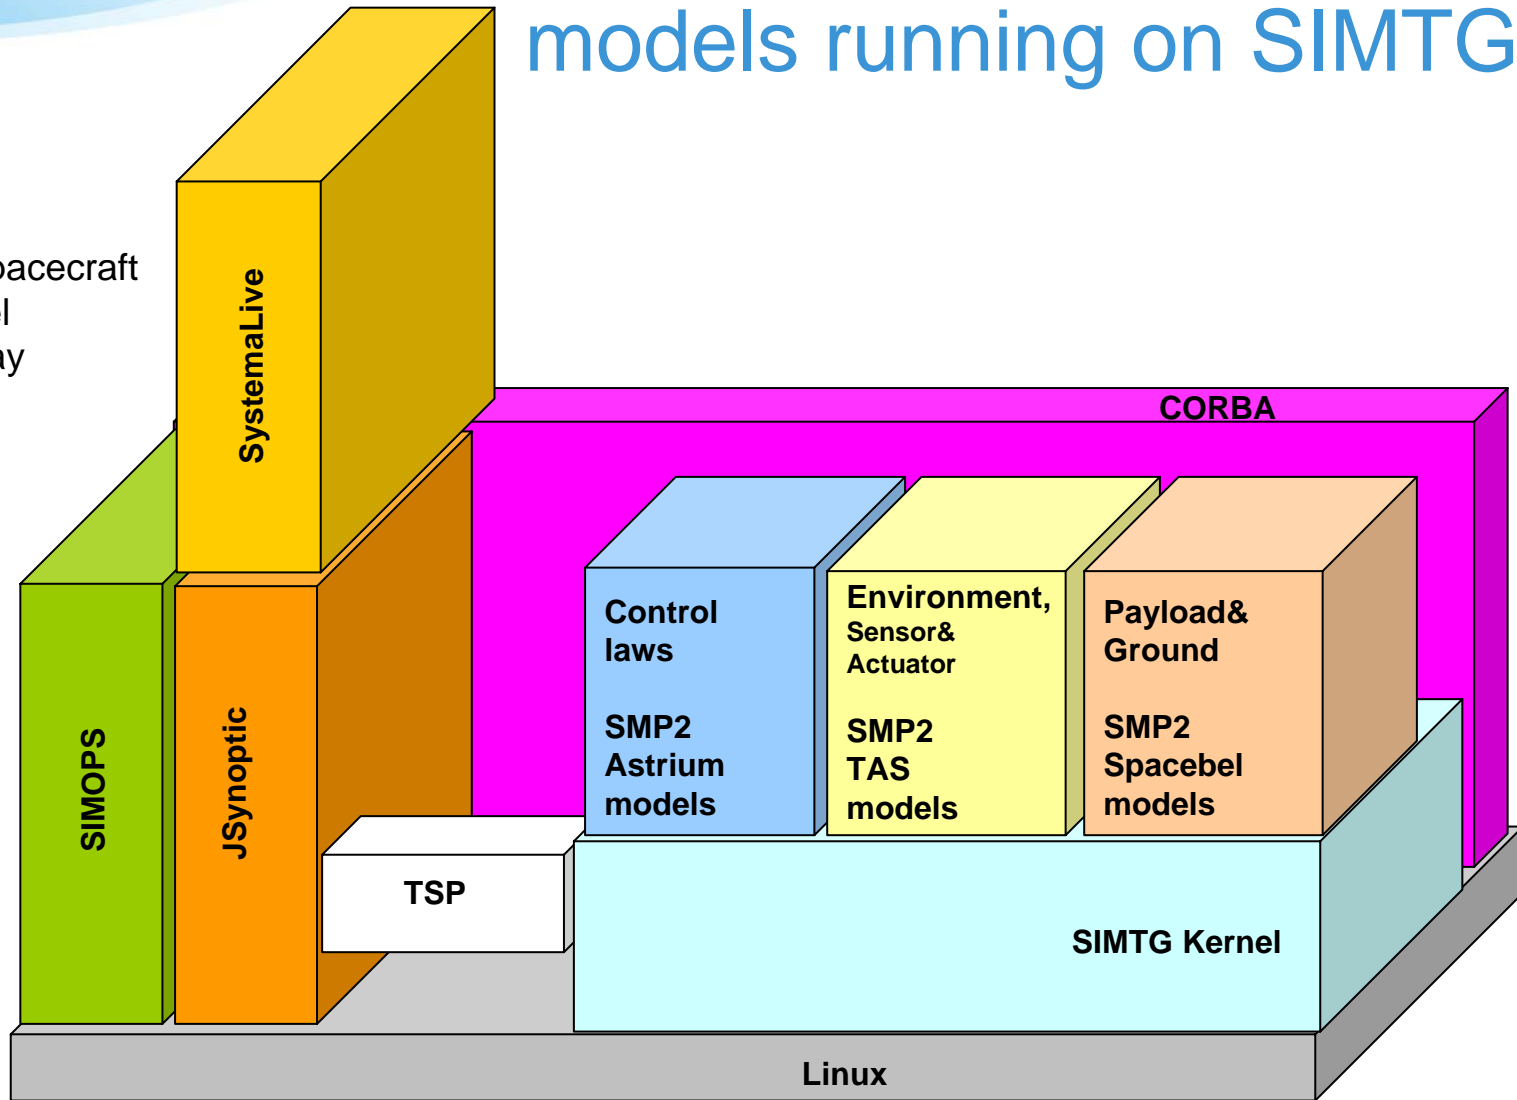 models running on SIMTG
pacecraft
el
ay
SystemaLive
CORBA
Control
laws
SMP2
Astrium
models
Environment,
Sensor&
Actuator
SMP2
TAS
models
Payload&
Ground
SMP2
Spacebel
models
SIMOPS
JSynoptic
TSP
SIMTG Kernel
Linux